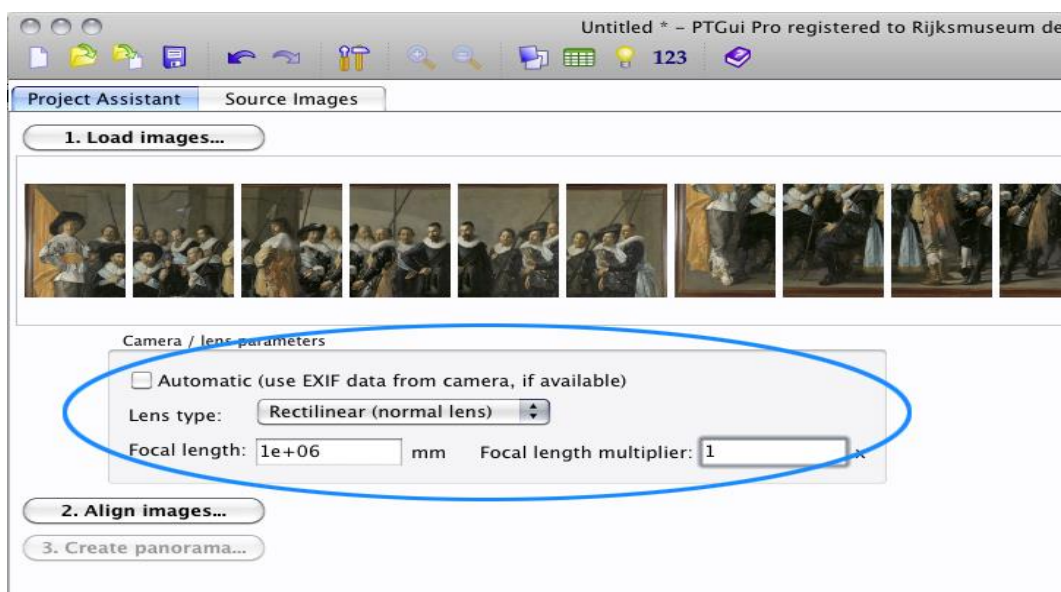 Untitled * – PTGui Pro registered to Rijksmuseum de
123
Project Assistant Source Images
1. Load images...
Camera / lens parameters
Automatic (use EXIF data from camera, if available)
Lens type: Rectilinear (normal lens)
Focal length: 1e+06 mm Focal length multiplier: 1 x
2. Align images...
3. Create panorama...